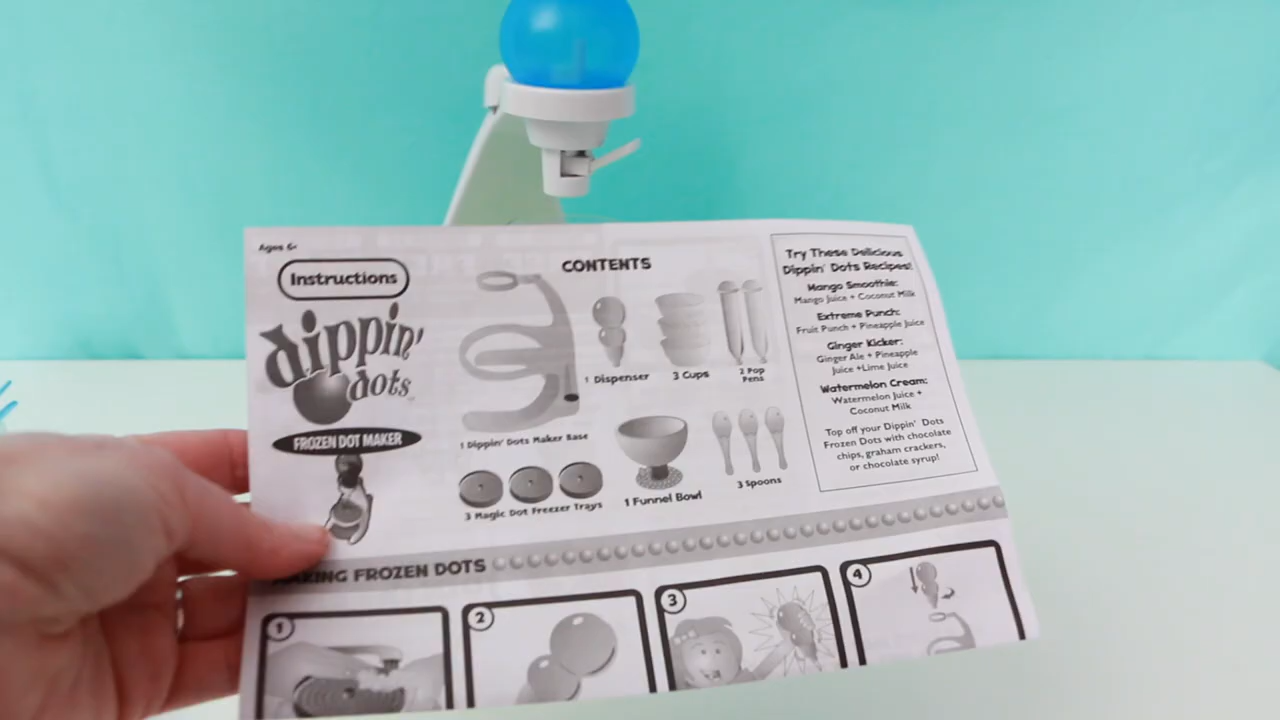 Ages 6+
Instructions
dippin'
dots
FROZEN DOT MAKER
CONTENTS
1 Dippin' Dots Maker Base
1 Dispenser
3 Cups
2 Pop
Pens
3 Magic Dot Freezer Trays
1 Funnel Bowl
3 Spoons
Try These Delicious
Dippin' Dots Recipes!
Mango Smoothie:
Mango Juice + Coconut Milk
Extreme Punch:
Fruit Punch + Pineapple Juice
Ginger Kicker:
Ginger Ale + Pineapple
Juice +Lime Juice
Watermelon Cream:
Watermelon Juice +
Coconut Milk
Top off your Dippin' Dots
Frozen Dots with chocolate
chips, graham crackers,
or chocolate syrup!
MAKING FROZEN DOTS
1
2
3
4